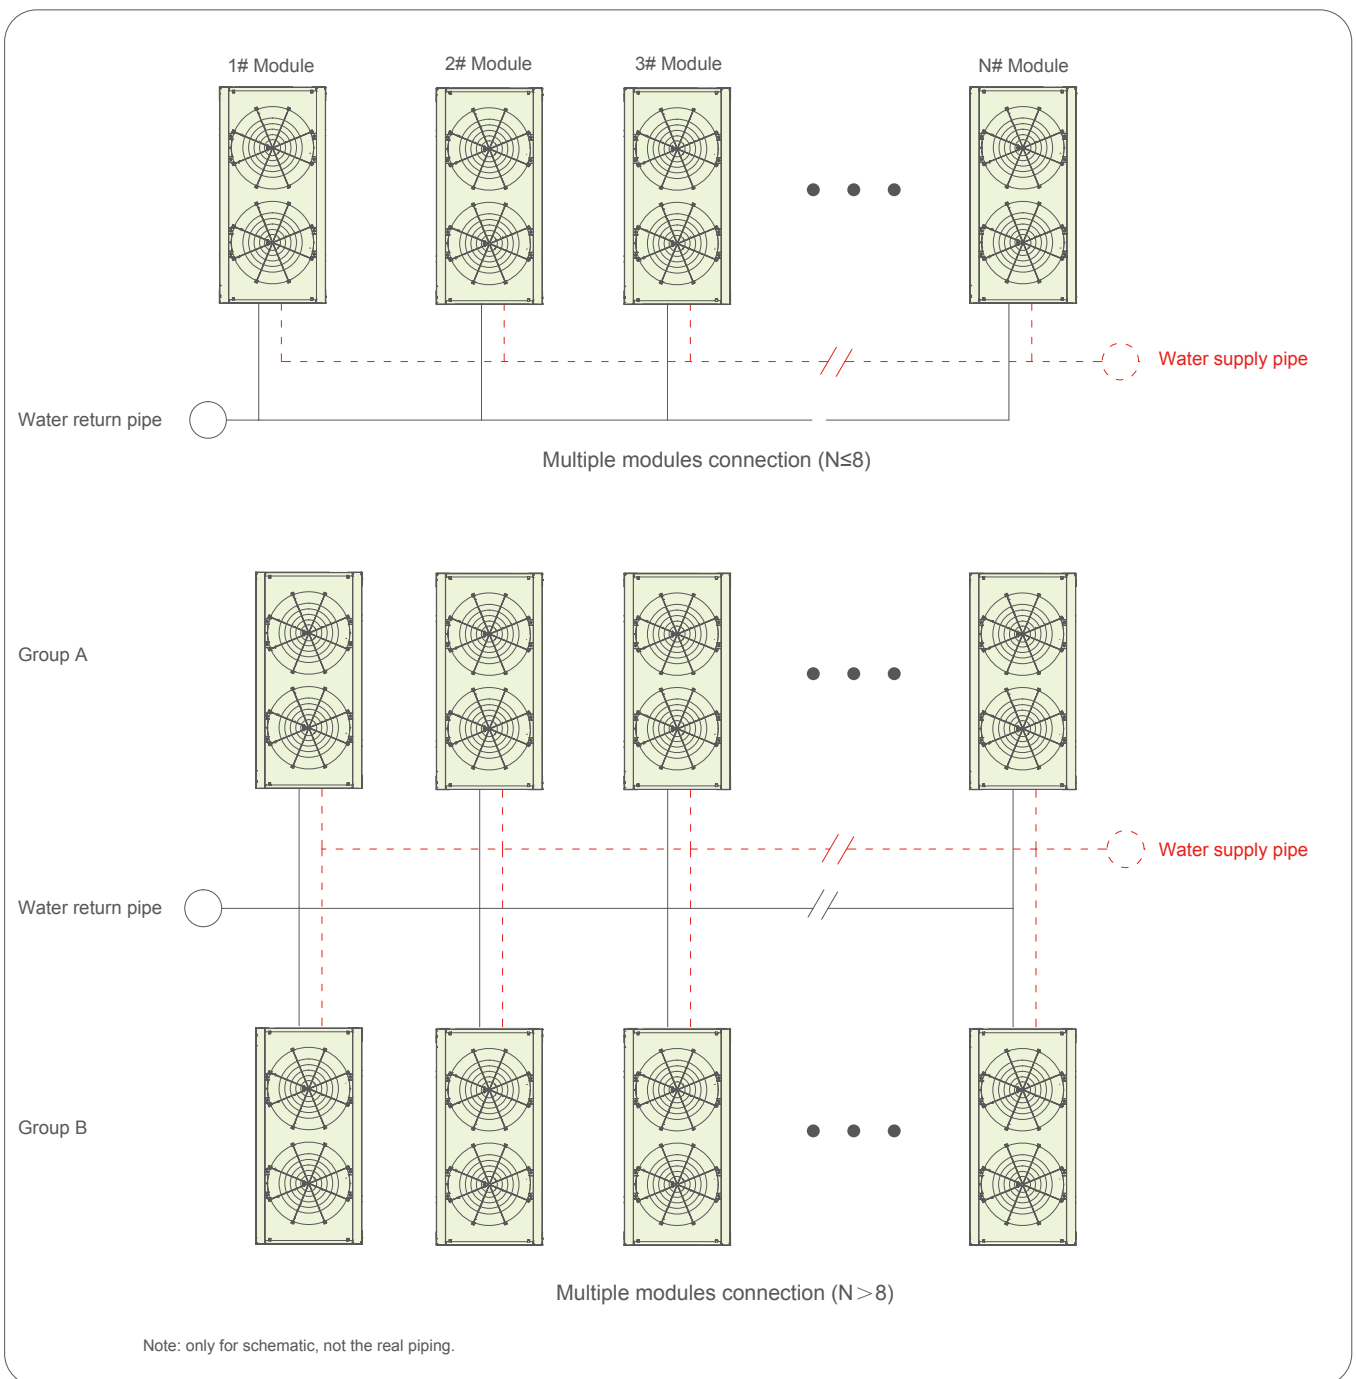 1# Module
2# Module
3# Module
N# Module
Water supply pipe
Water return pipe
Multiple modules connection (N≤8)
Group A
Water supply pipe
Water return pipe
Group B
Multiple modules connection (N＞8)
Note: only for schematic, not the real piping.